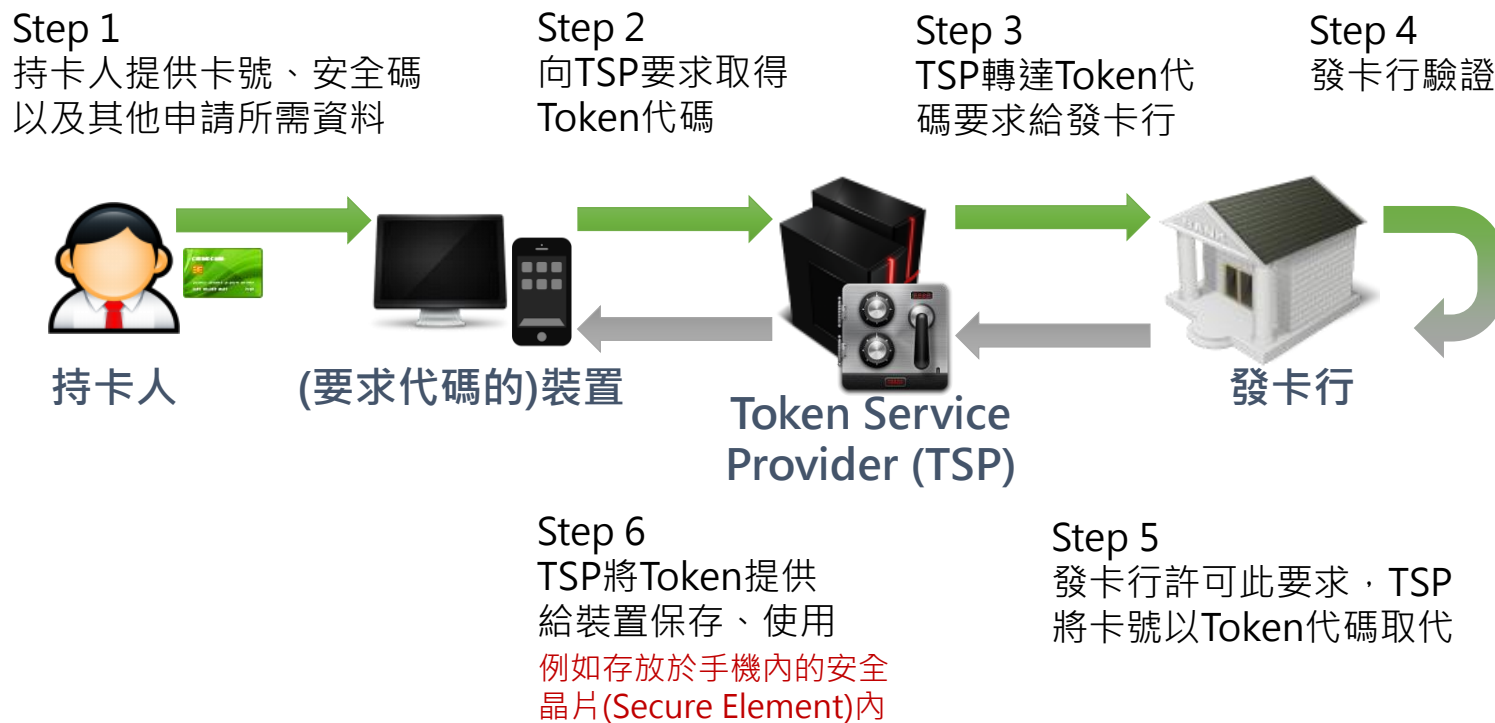 Step 1
持卡人提供卡號、安全碼
以及其他申請所需資料
Step 2
向TSP要求取得
Token代碼
Step 3
TSP轉達Token代
碼要求給發卡行
Step 4
發卡行驗證
持卡人
(要求代碼的)裝置
Token Service
Provider (TSP)
發卡行
Step 6
TSP將Token提供
給裝置保存、使用
例如存放於手機內的安全
晶片(Secure Element)內
Step 5
發卡行許可此要求，TSP
將卡號以Token代碼取代